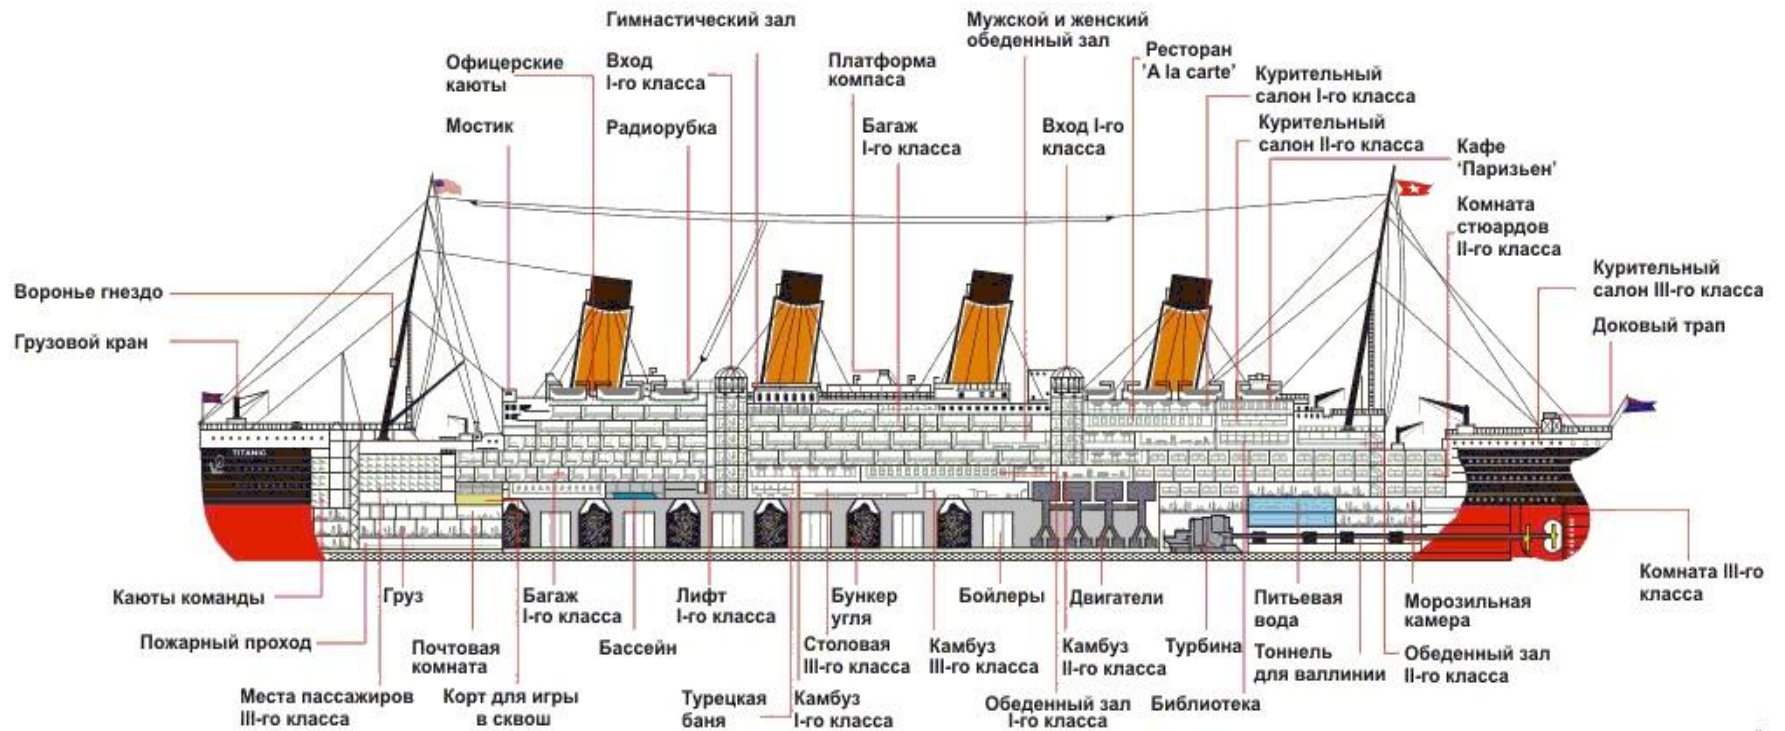 Гимнастический зал
Мужской и женский
обеденный зал
Офицерские
каюты
Вход
I-го класса
Платформа
компаса
Ресторан
'A la carte'
Курительный
салон I-го класса
Мостик
Радиорубка
Багаж
I-го класса
Вход I-го
класса
Курительный
салон II-го класса
Кафе
‘Паризьен’
Комната
стюардов
II-го класса
Воронье гнездо
Курительный
салон III-го класса
Грузовой кран
Доковый трап
TITANIC
Каюты команды
Груз
Багаж
I-го класса
Лифт
I-го класса
Бункер
угля
Бойлеры
Двигатели
Питьевая
вода
Морозильная
камера
Комната III-го
класса
Пожарный проход
Почтовая
комната
Бассейн
Столовая
III-го класса
Камбуз
III-го класса
Камбуз
II-го класса
Турбина
Тоннель
для валлинии
Обеденный зал
II-го класса
Места пассажиров
III-го класса
Корт для игры
в сквош
Турецкая
баня
Камбуз
I-го класса
Обеденный зал
I-го класса
Библиотека